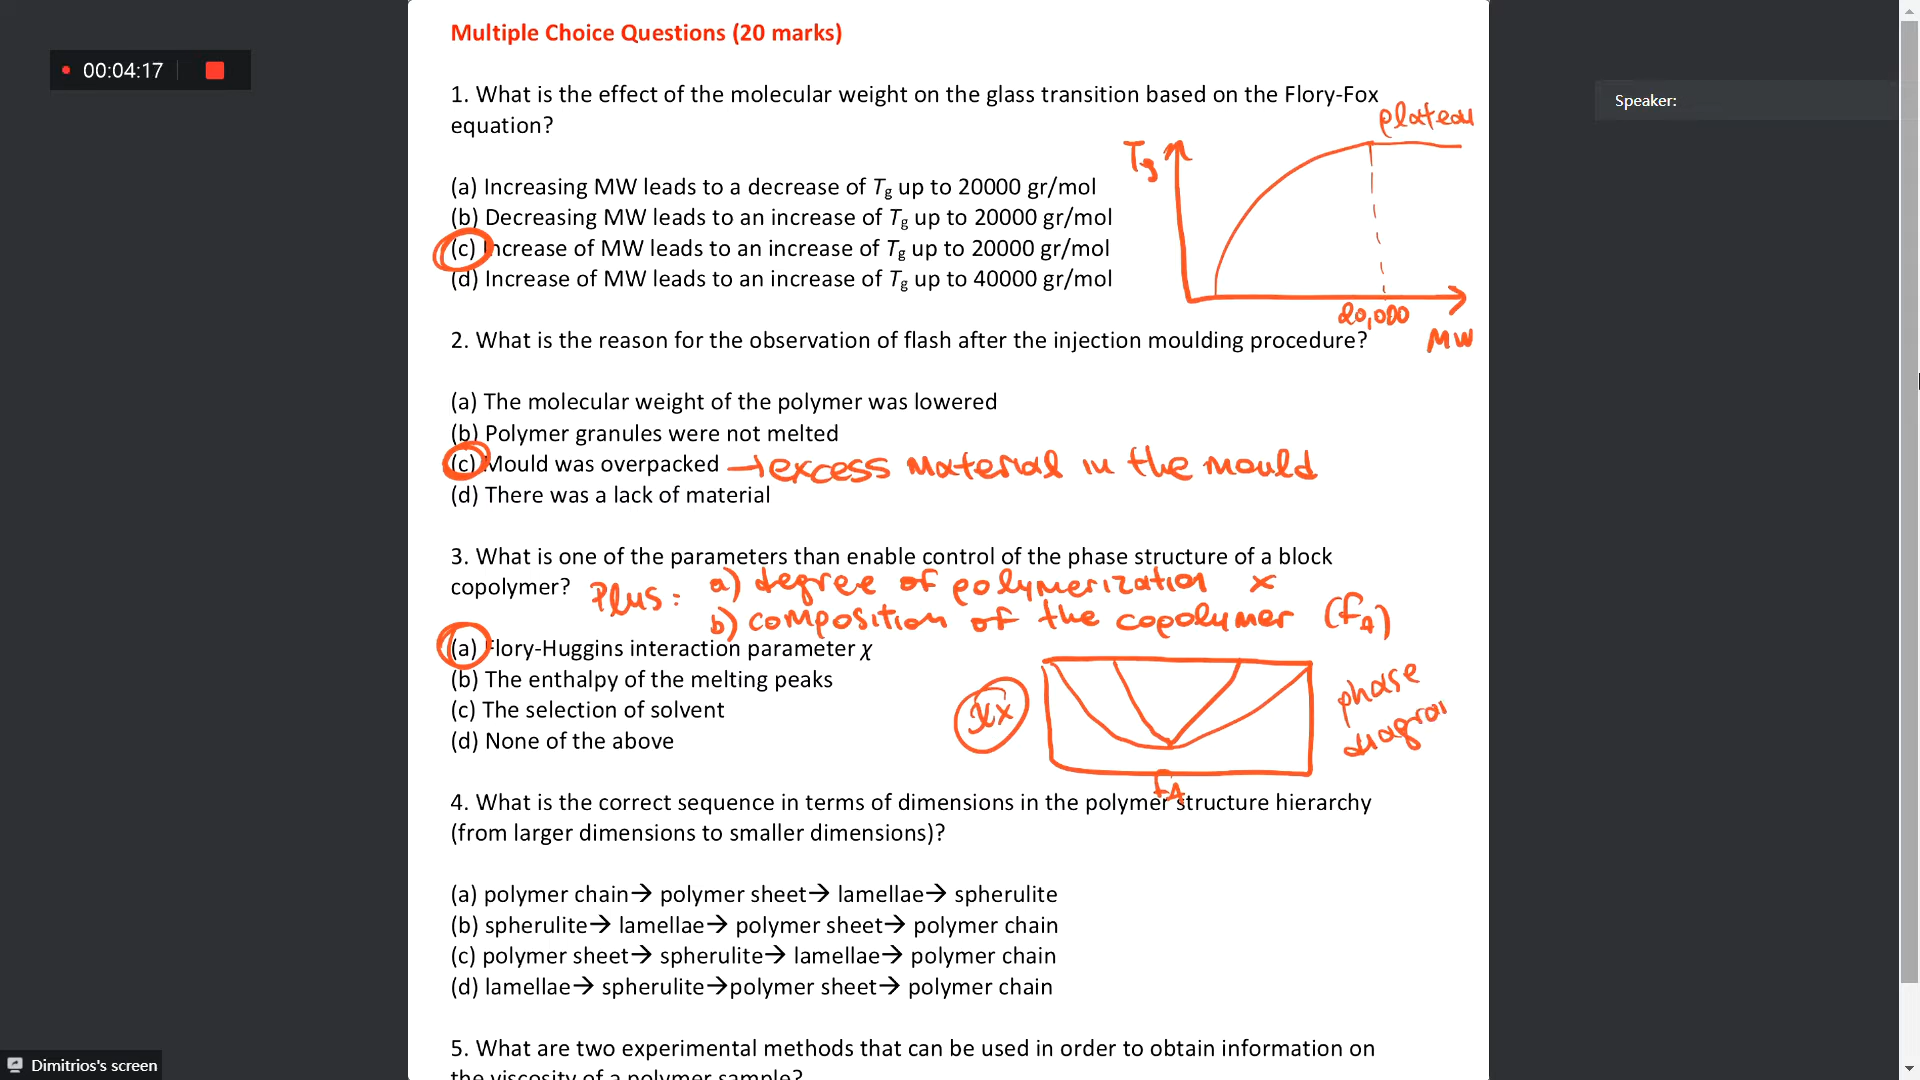 Multiple Choice Questions (20 marks)
00:04:17
Speaker:
1. What is the effect of the molecular weight on the glass transition based on the Flory-Fox
equation?
plateau
Tg
(a) Increasing MW leads to a decrease of Tg up to 20000 gr/mol
(b) Decreasing MW leads to an increase of Tg up to 20000 gr/mol
(c) Increase of MW leads to an increase of Tg up to 20000 gr/mol
(d) Increase of MW leads to an increase of Tg up to 40000 gr/mol
20,000
MW
2. What is the reason for the observation of flash after the injection moulding procedure?
(a) The molecular weight of the polymer was lowered
(b) Polymer granules were not melted
(c) Mould was overpacked → excess material in the mould
(d) There was a lack of material
3. What is one of the parameters than enable control of the phase structure of a block
copolymer?
Plus: a) degree of polymerization x
b) composition of the copolymer (fA)
(a) Flory-Huggins interaction parameter χ
(b) The enthalpy of the melting peaks
(c) The selection of solvent
(d) None of the above
χx
phase
diagram
fA
4. What is the correct sequence in terms of dimensions in the polymer structure hierarchy
(from larger dimensions to smaller dimensions)?
(a) polymer chain→ polymer sheet→ lamellae→ spherulite
(b) spherulite→ lamellae→ polymer sheet→ polymer chain
(c) polymer sheet→ spherulite→ lamellae→ polymer chain
(d) lamellae→ spherulite→polymer sheet→ polymer chain
5. What are two experimental methods that can be used in order to obtain information on
the viscosity of a polymer sample?
Dimitrios's screen